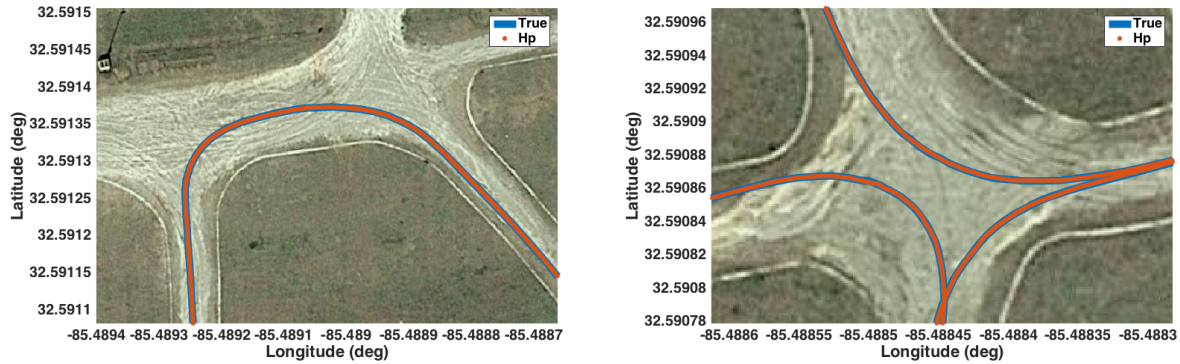 32.5915
32.59145
32.5914
32.59135
32.5913
32.59125
32.5912
32.59115
32.5911
Latitude (deg)
-85.4894 -85.4893 -85.4892 -85.4891 -85.489 -85.4889 -85.4888 -85.4887
Longitude (deg)
True
Hp
32.59096
32.59094
32.59092
32.5909
32.59088
32.59086
32.59084
32.59082
32.5908
32.59078
Latitude (deg)
-85.4886 -85.48855 -85.4885 -85.48845 -85.4884 -85.48835 -85.4883
Longitude (deg)
True
Hp